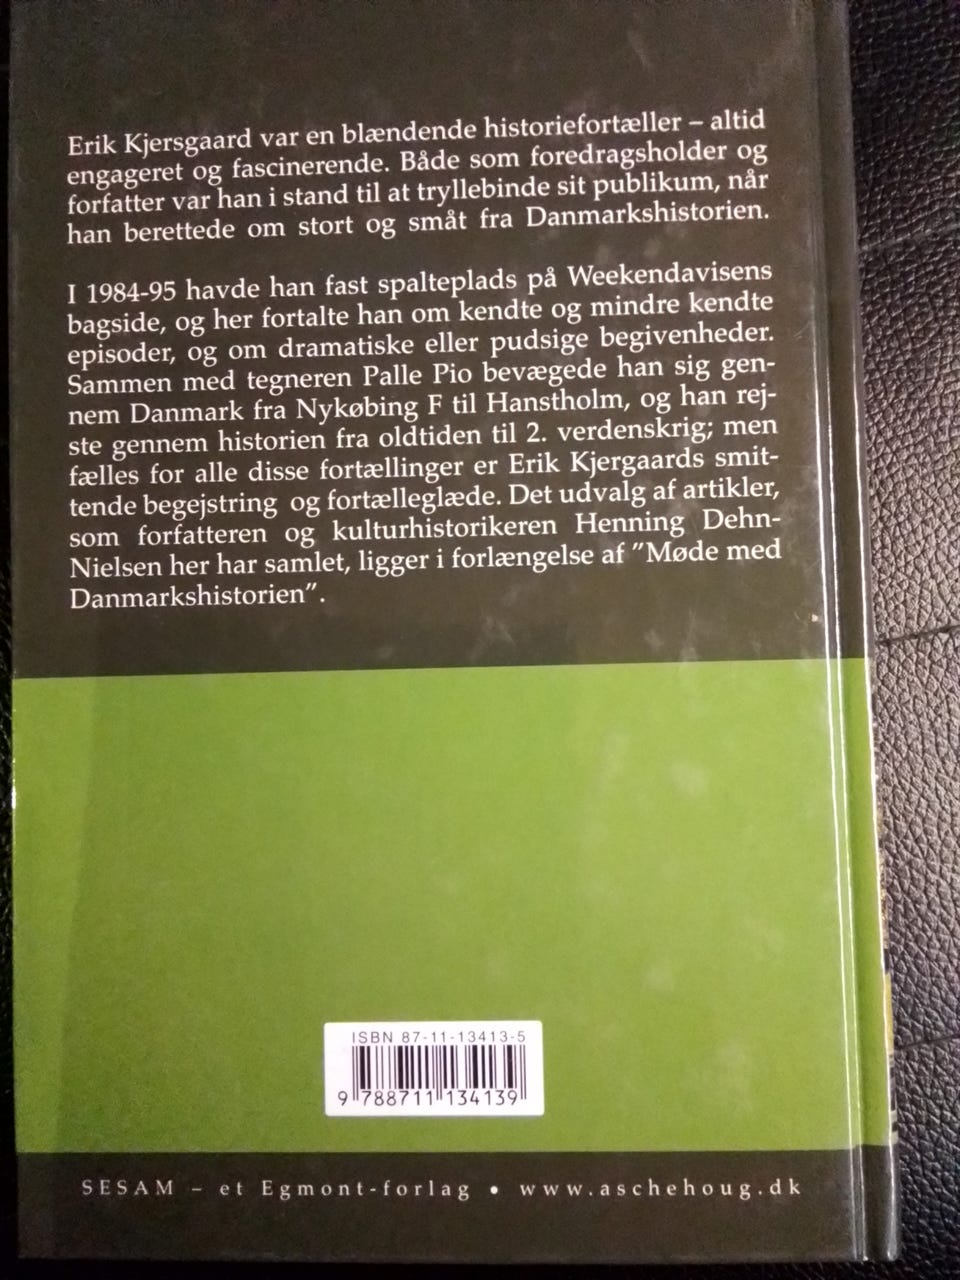 Erik Kjersgaard var en blændende historiefortæller – altid
engageret og fascinerende. Både som foredragsholder og
forfatter var han i stand til at tryllebinde sit publikum, når
han berettede om stort og småt fra Danmarkshistorien.
I 1984-95 havde han fast spalteplads på Weekendavisens
bagside, og her fortalte han om kendte og mindre kendte
episoder, og om dramatiske eller pudsige begivenheder.
Sammen med tegneren Palle Pio bevægede han sig gen-
nem Danmark fra Nykøbing F til Hanstholm, og han rej-
ste gennem historien fra oldtiden til 2. verdenskrig; men
fælles for alle disse fortællinger er Erik Kjergaards smit-
tende begejstring og fortælleglæde. Det udvalg af artikler,
som forfatteren og kulturhistorikeren Henning Dehn-
Nielsen her har samlet, ligger i forlængelse af "Møde med
Danmarkshistorien".
ISBN 87-11-13413-5
9 788711 134139
SESAM – et Egmont-forlag • www.aschehoug.dk